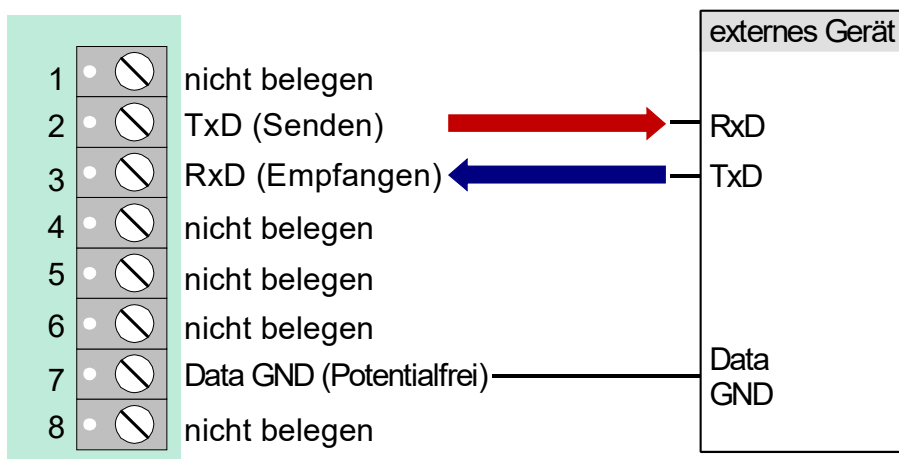 externes Gerät
1 nicht belegen
2 TxD (Senden) RxD
3 RxD (Empfangen) TxD
4 nicht belegen
5 nicht belegen
6 nicht belegen
7 Data GND (Potentialfrei) Data
GND
8 nicht belegen